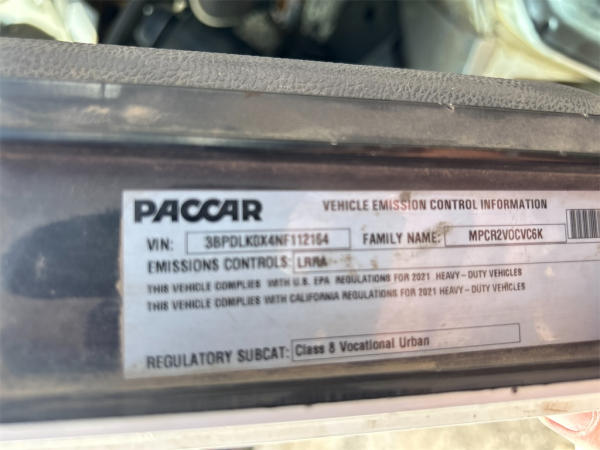 PACCAR VEHICLE EMISSION CONTROL INFORMATION
VIN: 3BPDLK0X4NF112164 FAMILY NAME: MPCR2VOCVC6K
EMISSIONS CONTROLS: LRRA
THIS VEHICLE COMPLIES WITH U.S. EPA REGULATIONS FOR 2021 HEAVY-DUTY VEHICLES
THIS VEHICLE COMPLIES WITH CALIFORNIA REGULATIONS FOR 2021 HEAVY-DUTY VEHICLES
REGULATORY SUBCAT: Class 8 Vocational Urban